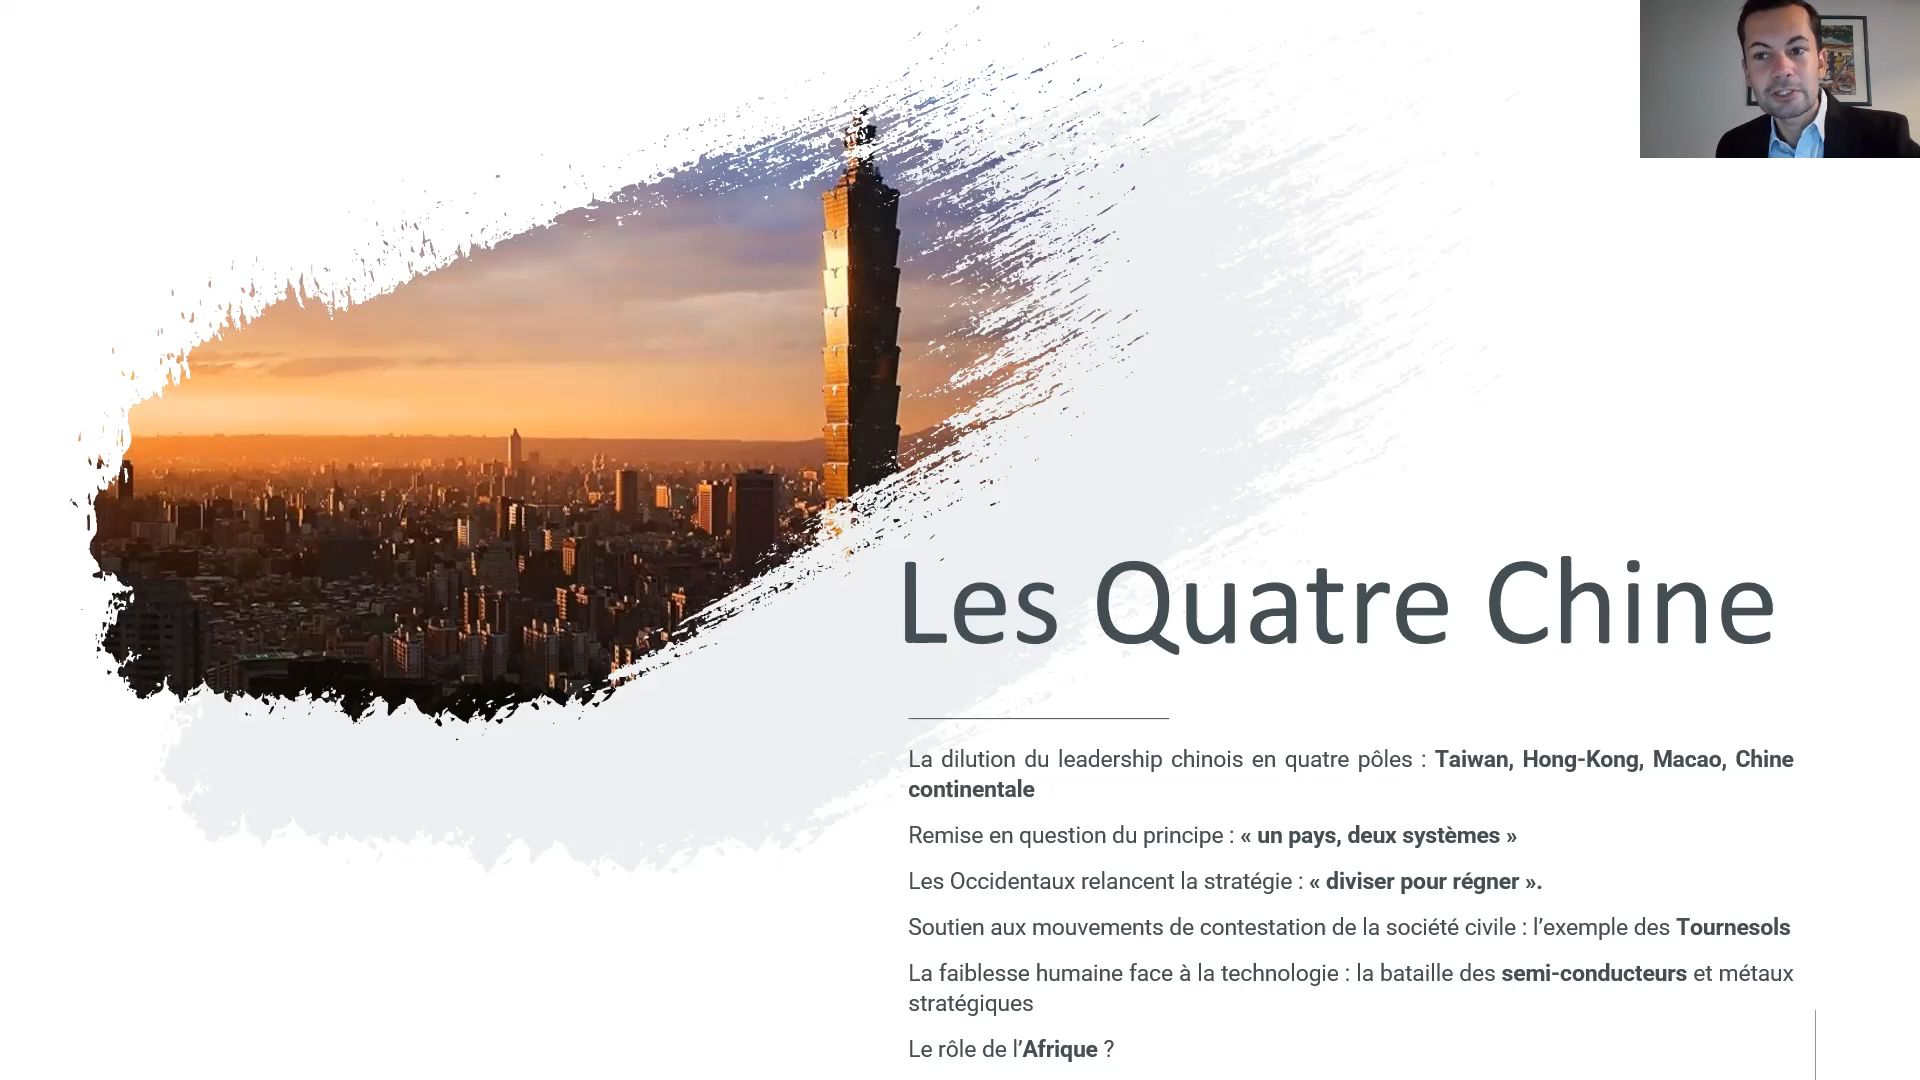 Les Quatre Chine
La dilution du leadership chinois en quatre pôles : Taiwan, Hong-Kong, Macao, Chine
continentale
Remise en question du principe : « un pays, deux systèmes »
Les Occidentaux relancent la stratégie : « diviser pour régner ».
Soutien aux mouvements de contestation de la société civile : l’exemple des Tournesols
La faiblesse humaine face à la technologie : la bataille des semi-conducteurs et métaux
stratégiques
Le rôle de l’Afrique ?